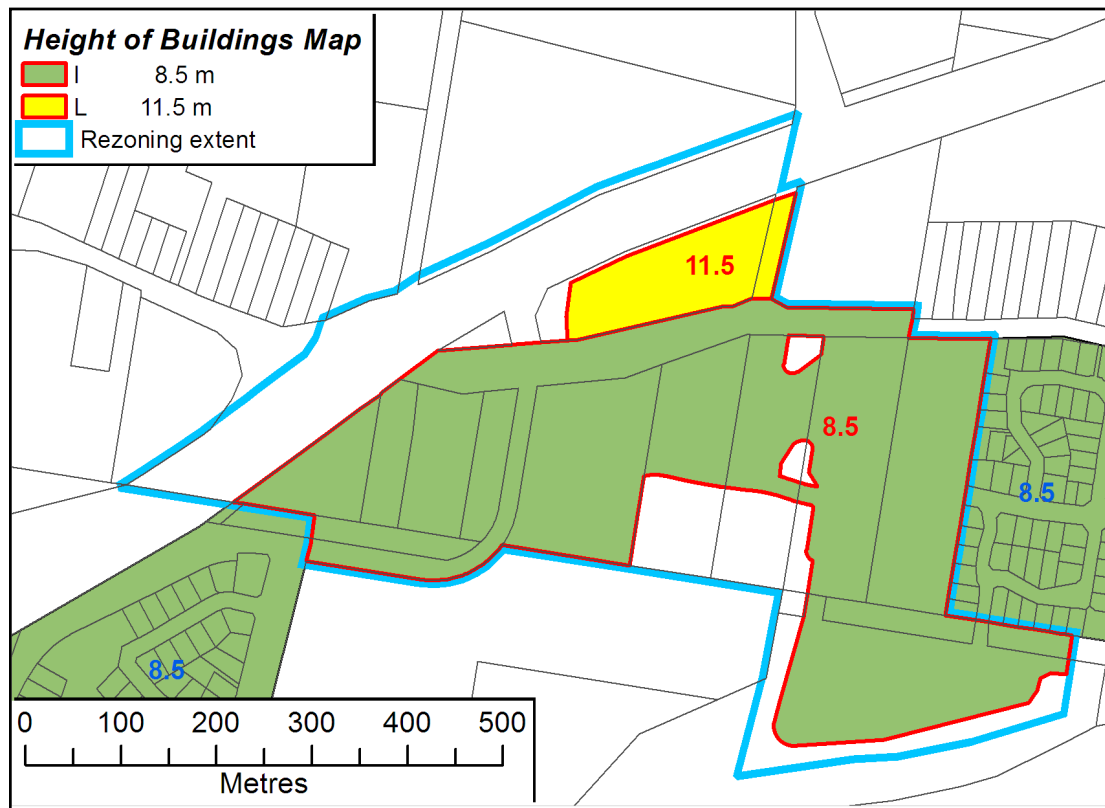 Height of Buildings Map
I 8.5 m
L 11.5 m
Rezoning extent
11.5
8.5
8.5
8.5
0 100 200 300 400 500
Metres